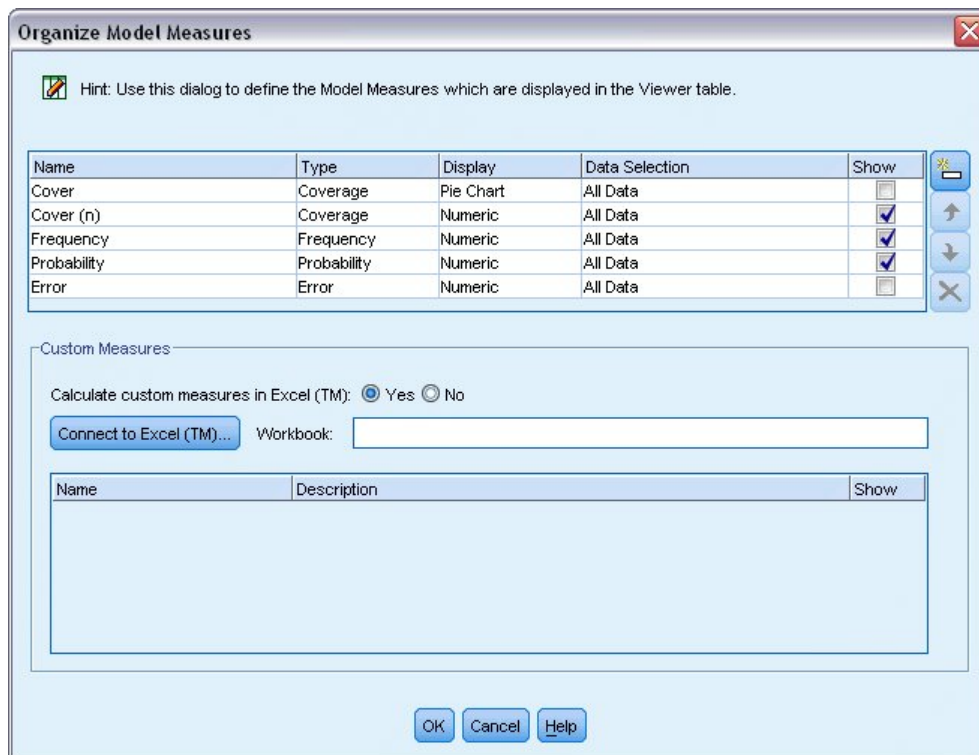 Organize Model Measures
Hint: Use this dialog to define the Model Measures which are displayed in the Viewer table.
Name Type Display Data Selection Show
Cover Coverage Pie Chart All Data
Cover (n) Coverage Numeric All Data
Frequency Frequency Numeric All Data
Probability Probability Numeric All Data
Error Error Numeric All Data
Custom Measures
Calculate custom measures in Excel (TM): Yes No
Connect to Excel (TM)... Workbook:
Name Description Show
OK Cancel Help